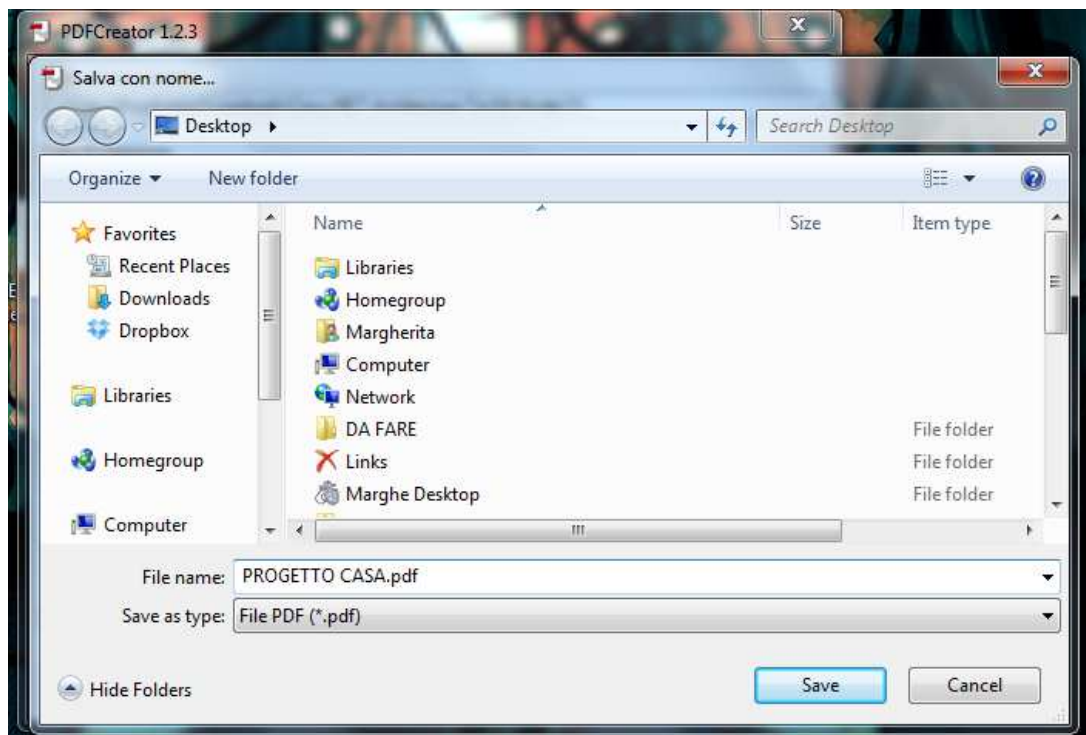 PDFCreator 1.2.3
Salva con nome...
Desktop
Search Desktop
Organize
New folder
Favorites
Recent Places
Downloads
Dropbox
Libraries
Homegroup
Computer
Name Size Item type
Libraries
Homegroup
Margherita
Computer
Network
DA FARE File folder
Links File folder
Marghe Desktop File folder
File name: PROGETTO CASA.pdf
Save as type: File PDF (*.pdf)
Hide Folders
Save
Cancel